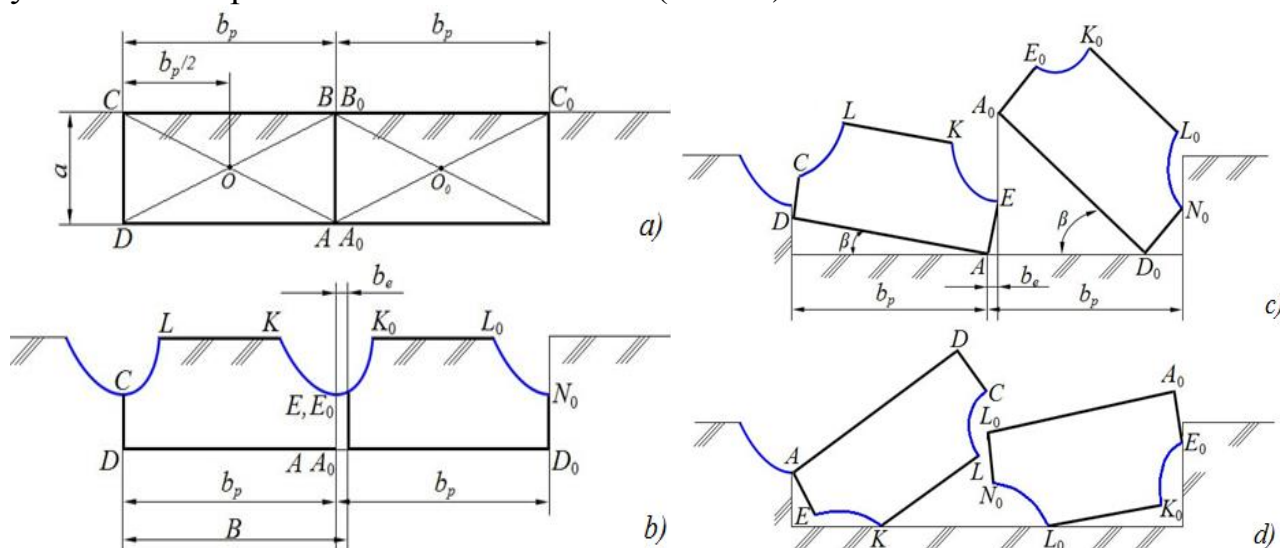 b_p b_p
b_p/2
C B B_0 C_0
a O O_0
D A A_0 a)
b_e
L K K_0 L_0
C E, E_0 N_0
D A A_0 D_0
b_p b_p
B b)
K_0
E_0
L K A_0 L_0
C
D E N_0
β β
A D_0
b_e
b_p b_p
c)
D
C A_0
L_0 E_0
A L
N_0 K_0
E K L_0 d)